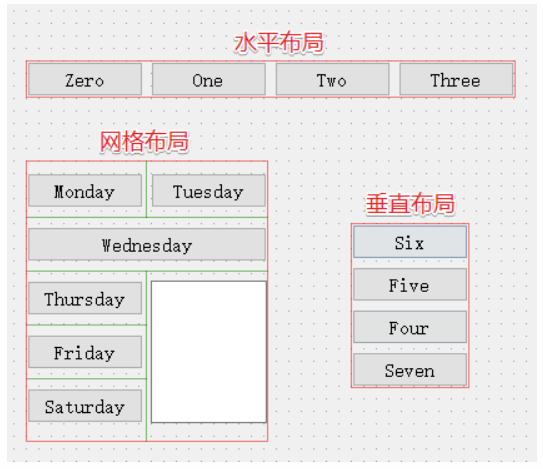 水平布局
Zero One Two Three
网格布局
Monday Tuesday
Wednesday
Thursday
Friday
Saturday
垂直布局
Six
Five
Four
Seven